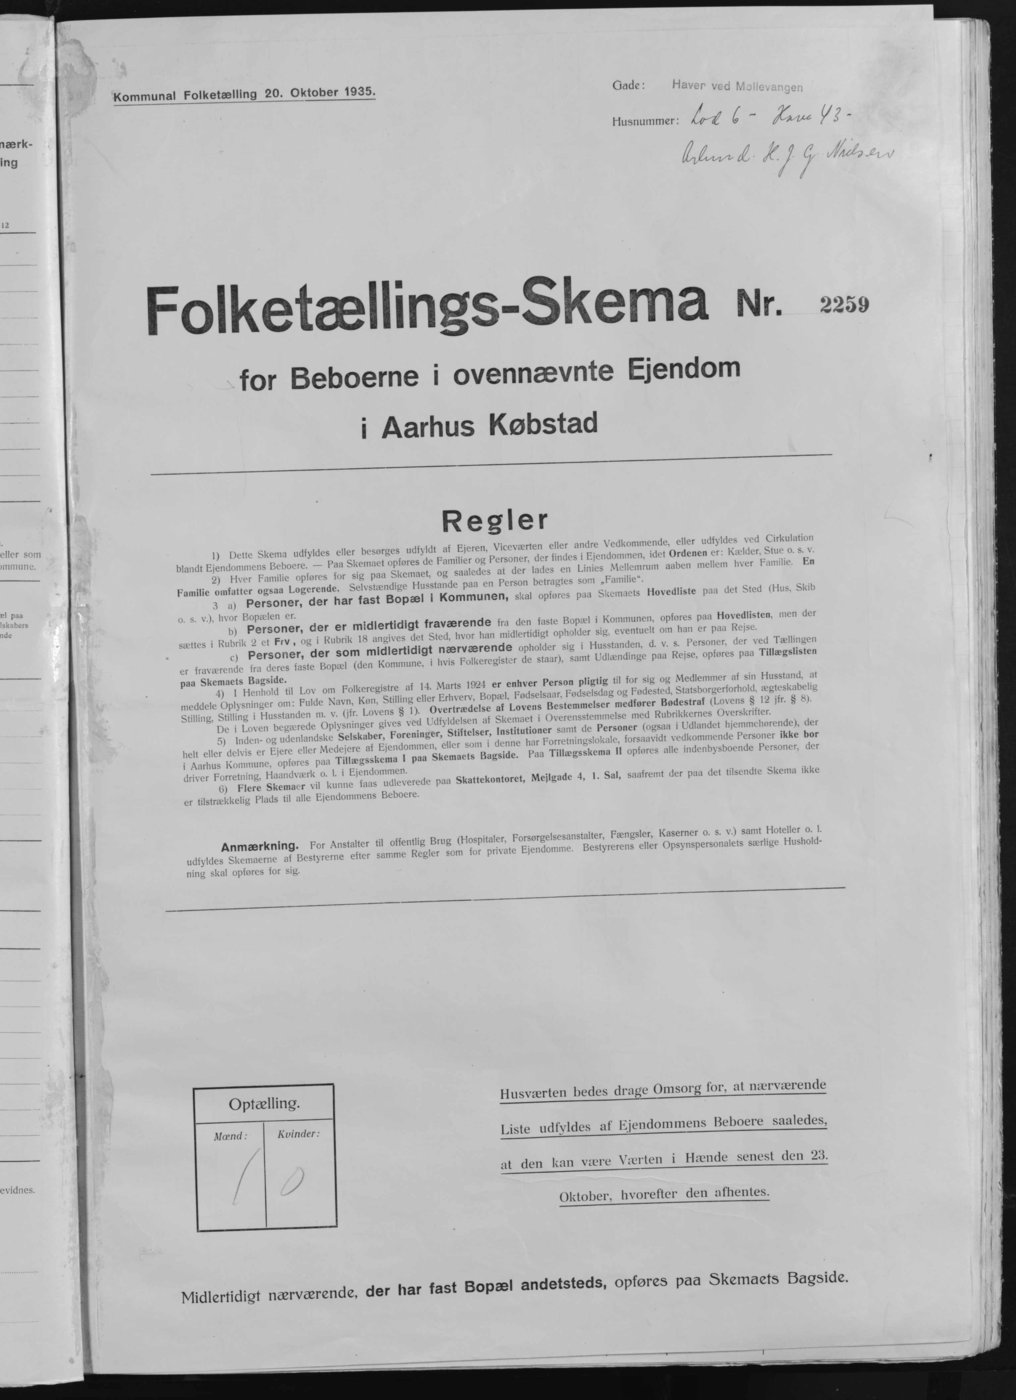 Kommunal Folketælling 20. Oktober 1935.
Gade: Haver ved Møllevangen
Husnummer: Lod 6 - Have 43 -
H. J. G. Nielsen
Folketællings-Skema Nr. 2259
for Beboerne i ovennævnte Ejendom
i Aarhus Købstad
Regler
1) Dette Skema udfyldes eller besørges udfyldt af Ejeren, Viceværten eller andre Vedkommende, eller udfyldes ved Cirkulation
blandt Ejendommens Beboere. — Paa Skemaet opføres de Familier og Personer, der findes i Ejendommen, idet Ordenen er: Kælder, Stue o. s. v.
2) Hver Familie opføres for sig paa Skemaet, og saaledes at der lades en Linies Mellemrum aaben mellem hver Familie. En
Familie omfatter ogsaa Logerende. Selvstændige Husstande paa en Person betragtes som „Familie“.
3 a) Personer, der har fast Bopæl i Kommunen, skal opføres paa Skemaets Hovedliste paa det Sted (Hus, Skib
o. s. v.), hvor Bopælen er.
b) Personer, der er midlertidigt fraværende fra den faste Bopæl i Kommunen, opføres paa Hovedlisten, men der
sættes i Rubrik 2 et Frv, og i Rubrik 18 angives det Sted, hvor han midlertidigt opholder sig, eventuelt om han er paa Rejse.
c) Personer, der som midlertidigt nærværende opholder sig i Husstanden, d. v. s. Personer, der ved Tællingen
er fraværende fra deres faste Bopæl (den Kommune, i hvis Folkeregister de staar), samt Udlændinge paa Rejse, opføres paa Tillægslisten
paa Skemaets Bagside.
4) I Henhold til Lov om Folkeregistre af 14. Marts 1924 er enhver Person pligtig til for sig og Medlemmer af sin Husstand, at
meddele Oplysninger om: Fulde Navn, Køn, Stilling eller Erhverv, Bopæl, Fødselsaar, Fødselsdag og Fødested, Statsborgerforhold, ægteskabelig
Stilling, Stilling i Husstanden m. v. (jfr. Lovens § 1). Overtrædelse af Lovens Bestemmelser medfører Bødestraf (Lovens § 12 jfr. § 8).
De i Loven begærede Oplysninger gives ved Udfyldelsen af Skemaet i Overensstemmelse med Rubrikkernes Overskrifter.
5) Inden- og udenlandske Selskaber, Foreninger, Stiftelser, Institutioner samt de Personer (ogsaa i Udlandet hjemmehørende), der
helt eller delvis er Ejere eller Medejere af Ejendommen, eller som i denne har Forretningslokale, forsaavidt vedkommende Personer ikke bor
i Aarhus Kommune, opføres paa Tillægsskema I paa Skemaets Bagside. Paa Tillægsskema II opføres alle indenbysboende Personer, der
driver Forretning, Haandværk o. l. i Ejendommen.
6) Flere Skemaer vil kunne faas udleverede paa Skattekontoret, Mejlgade 4, 1. Sal, saafremt der paa det tilsendte Skema ikke
er tilstrækkelig Plads til alle Ejendommens Beboere.
Anmærkning. For Anstalter til offentlig Brug (Hospitaler, Forsørgelsesanstalter, Fængsler, Kaserner o. s. v.) samt Hoteller o. l.
udfyldes Skemaerne af Bestyrerne efter samme Regler som for private Ejendomme. Bestyrerens eller Opsynspersonalets særlige Hushold-
ning skal opføres for sig.
Optælling.
Mænd: Kvinder:
1 0
Husværten bedes drage Omsorg for, at nærværende
Liste udfyldes af Ejendommens Beboere saaledes,
at den kan være Værten i Hænde senest den 23.
Oktober, hvorefter den afhentes.
Midlertidigt nærværende, der har fast Bopæl andetsteds, opføres paa Skemaets Bagside.